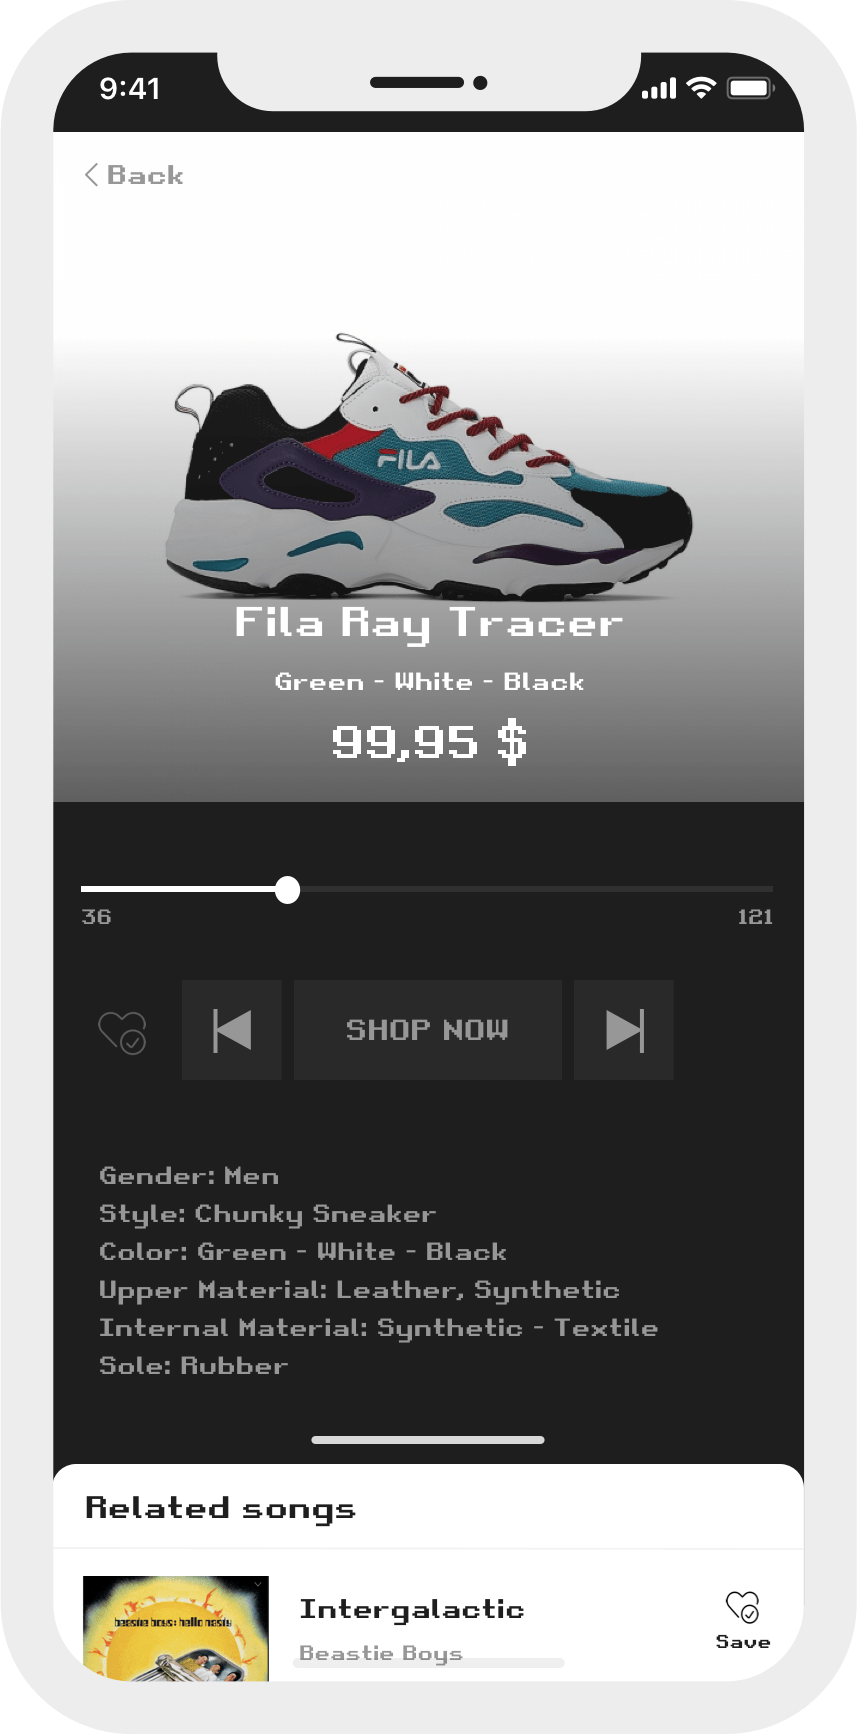 9:41
Back
FILA
Fila Ray Tracer
Green - White - Black
99,95 $
36
121
SHOP NOW
Gender: Men
Style: Chunky Sneaker
Color: Green - White - Black
Upper Material: Leather, Synthetic
Internal Material: Synthetic - Textile
Sole: Rubber
Related songs
beastie boys: hello nasty
Intergalactic
Beastie Boys
Save